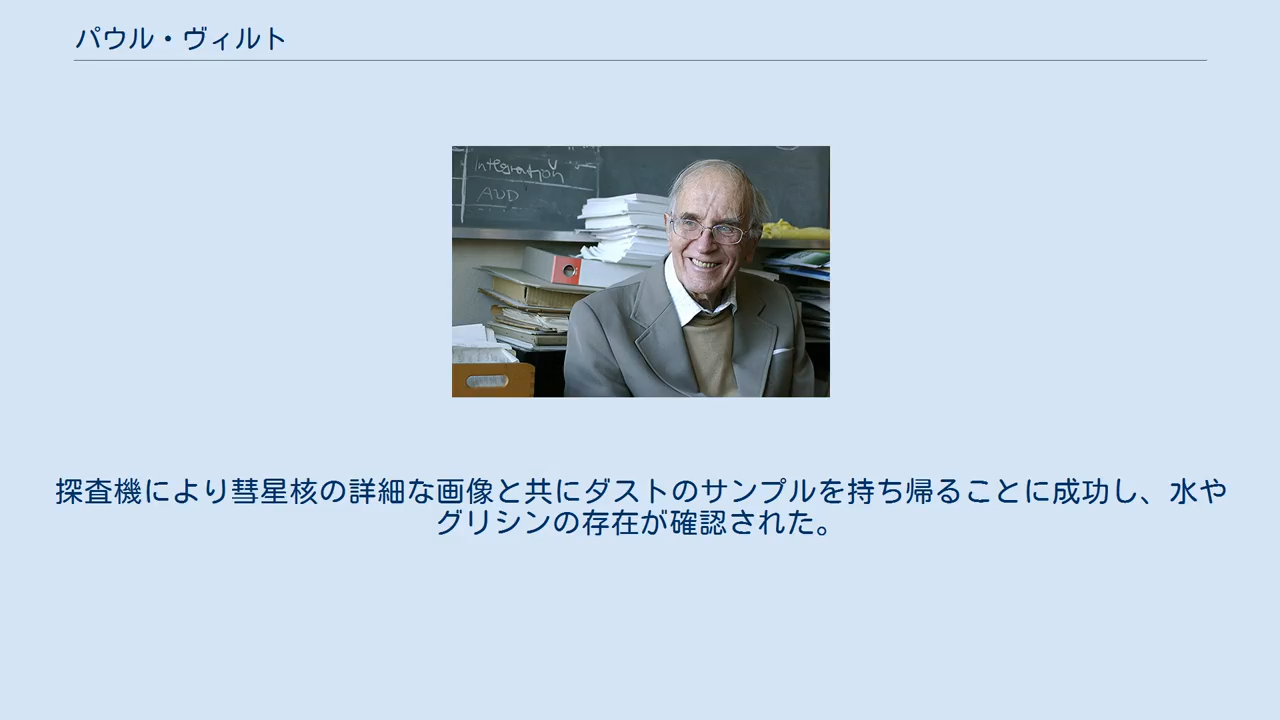 パウル・ヴィルト
Integration
AUD
探査機により彗星核の詳細な画像と共にダストのサンプルを持ち帰ることに成功し、水や
グリシンの存在が確認された。